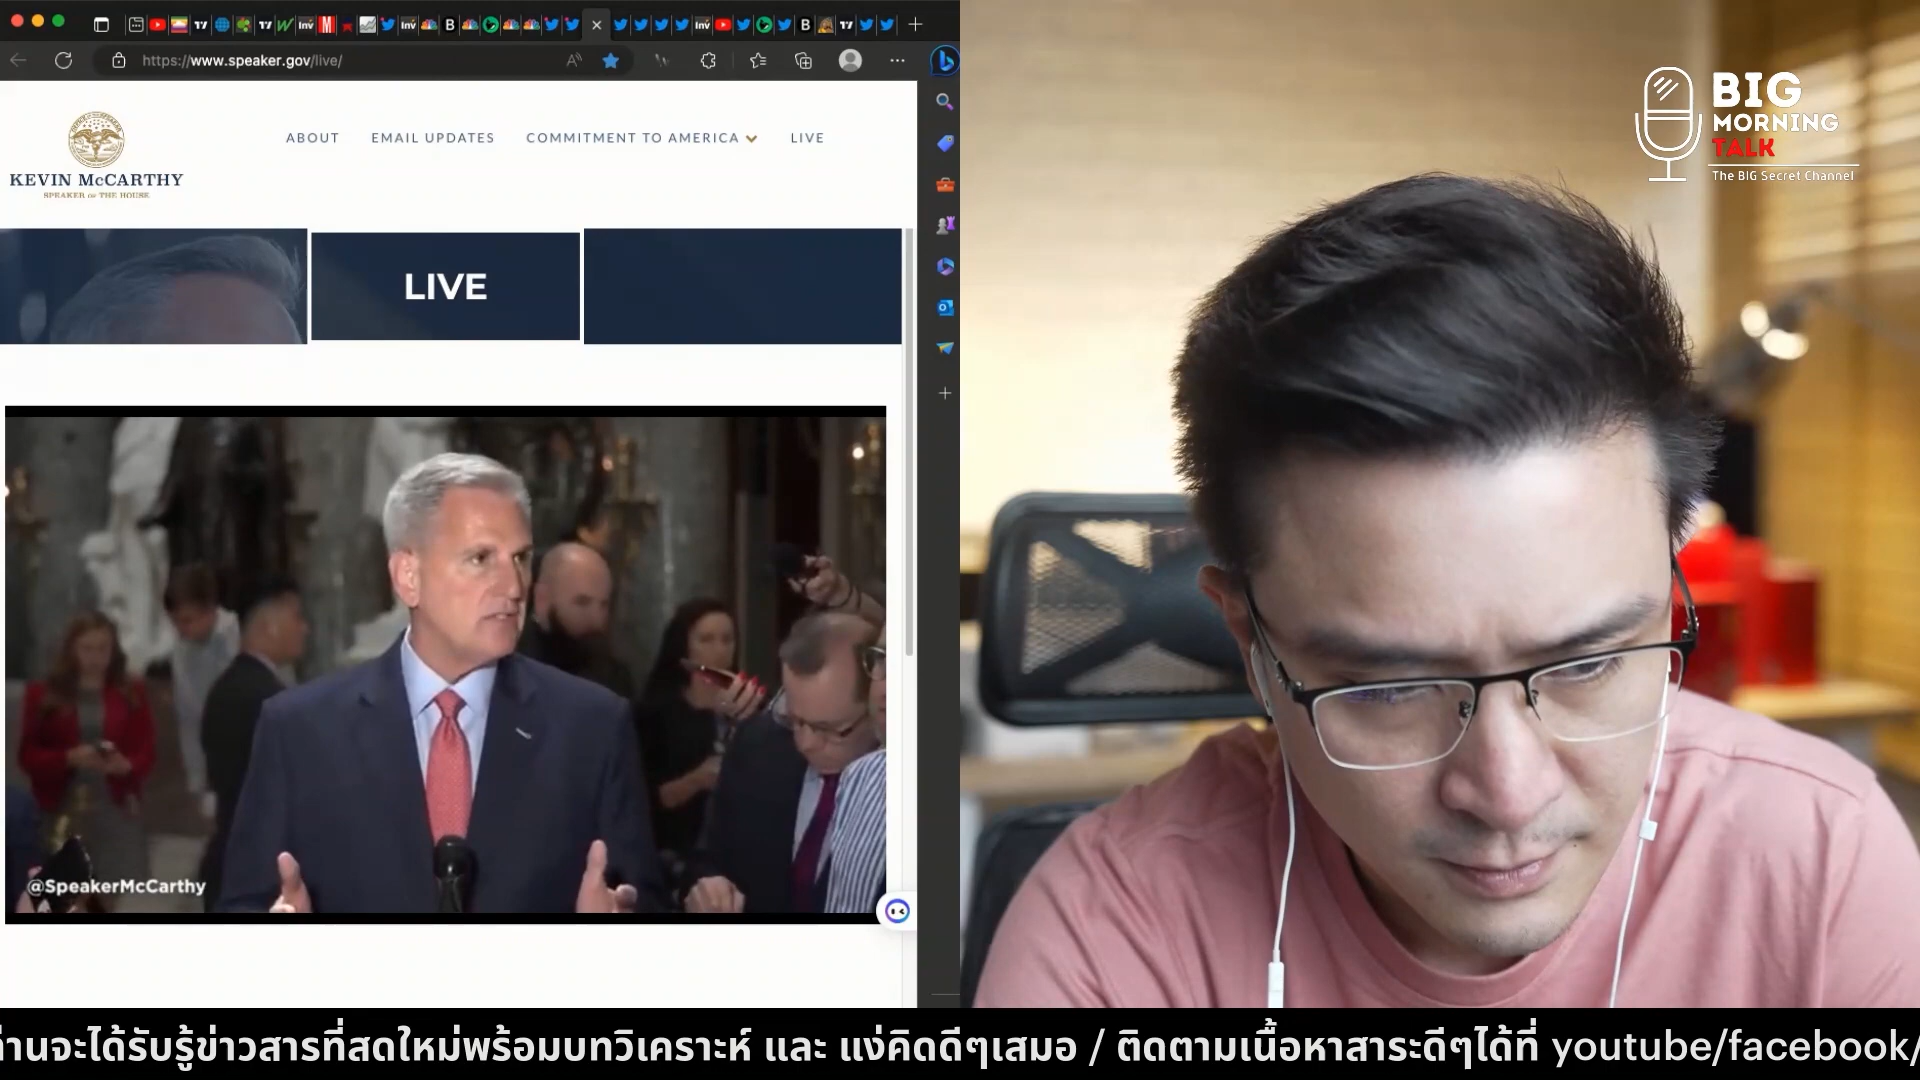 https://www.speaker.gov/live/
KEVIN McCARTHY
SPEAKER OF THE HOUSE
ABOUT
EMAIL UPDATES
COMMITMENT TO AMERICA
LIVE
LIVE
@SpeakerMcCarthy
BIG
MORNING
TALK
The BIG Secret Channel
ท่านจะได้รับรู้ข่าวสารที่สดใหม่พร้อมบทวิเคราะห์ และ แง่คิดดีๆเสมอ / ติดตามเนื้อหาสาระดีๆได้ที่ youtube/facebook/